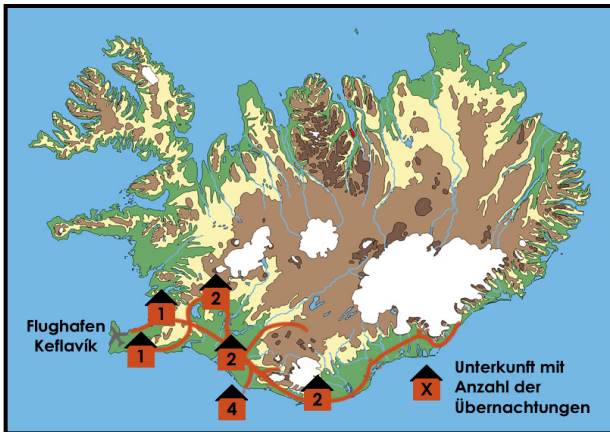 1
2
Flughafen
Keflavík
1
2
4
2
X
Unterkunft mit
Anzahl der
Übernachtungen